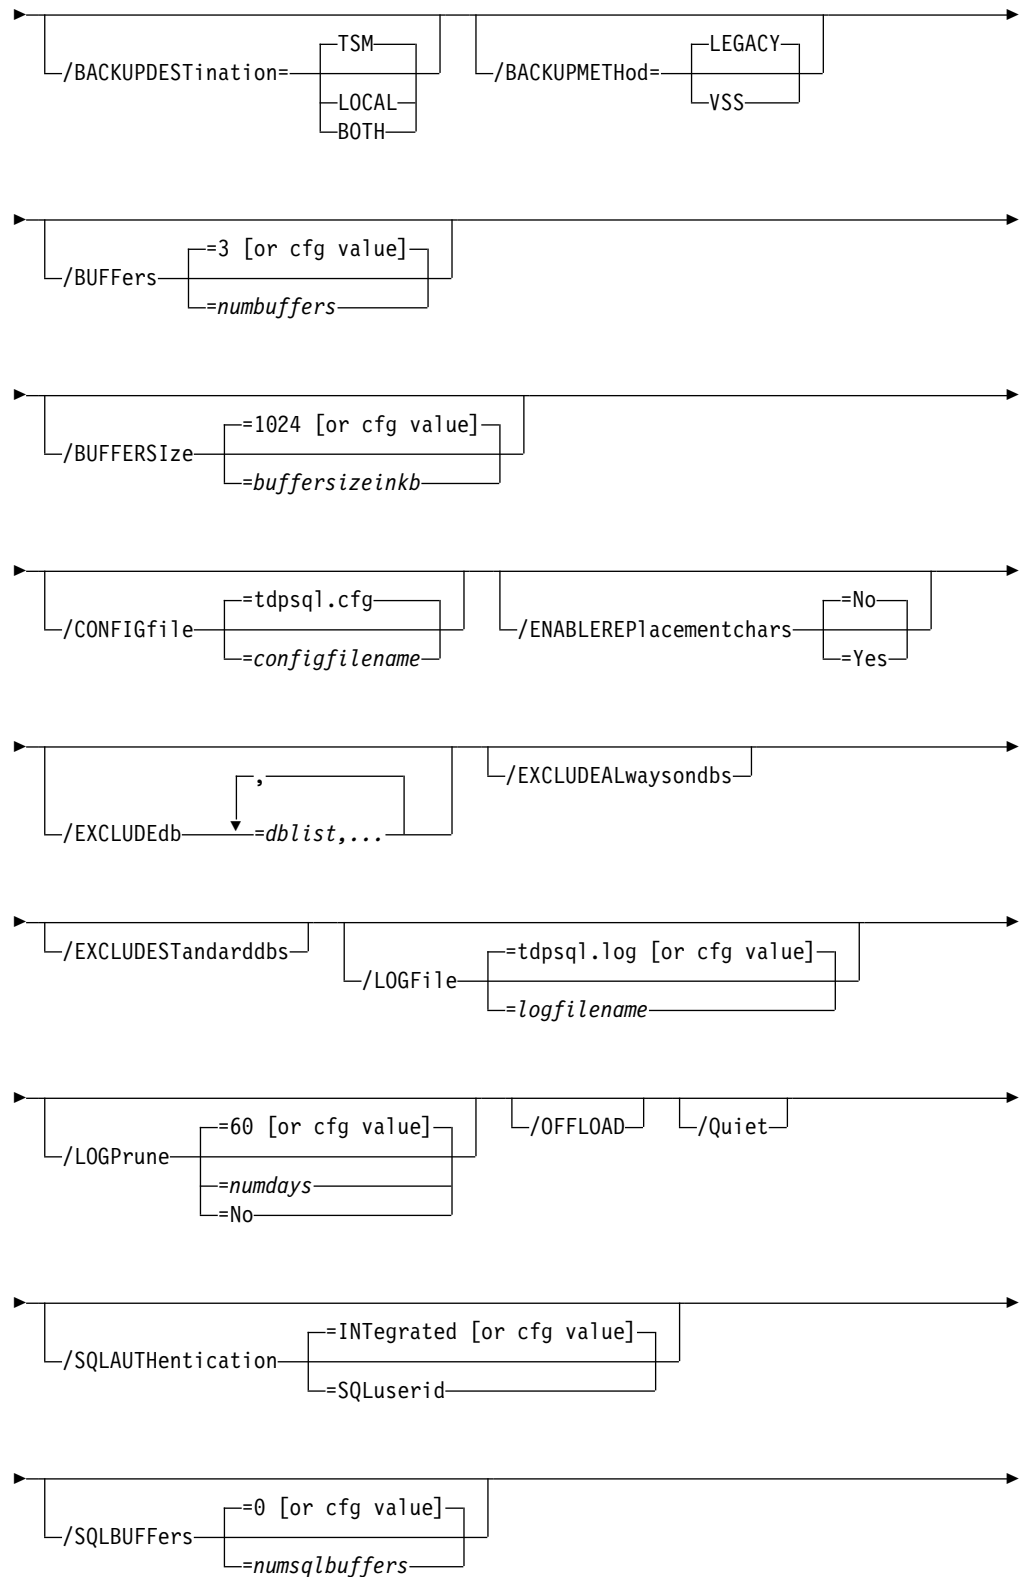 TSM
LEGACY
/BACKUPDESTination=
/BACKUPMETHod=
LOCAL
VSS
BOTH
=3 [or cfg value]
/BUFFers
=numbuffers
=1024 [or cfg value]
/BUFFERSIze
=buffersizeinkb
=tdpsql.cfg
=No
/CONFIGfile
/ENABLEREPlacementchars
=configfilename
=Yes
,
/EXCLUDEALwaysondbs
/EXCLUDEdb
=dblist,...
/EXCLUDESTandarddbs
=tdpsql.log [or cfg value]
/LOGFile
=logfilename
=60 [or cfg value]
/OFFLOAD
/Quiet
/LOGPrune
=numdays
=No
=INTegrated [or cfg value]
/SQLAUTHentication
=SQLuserid
=0 [or cfg value]
/SQLBUFFers
=numsqlbuffers